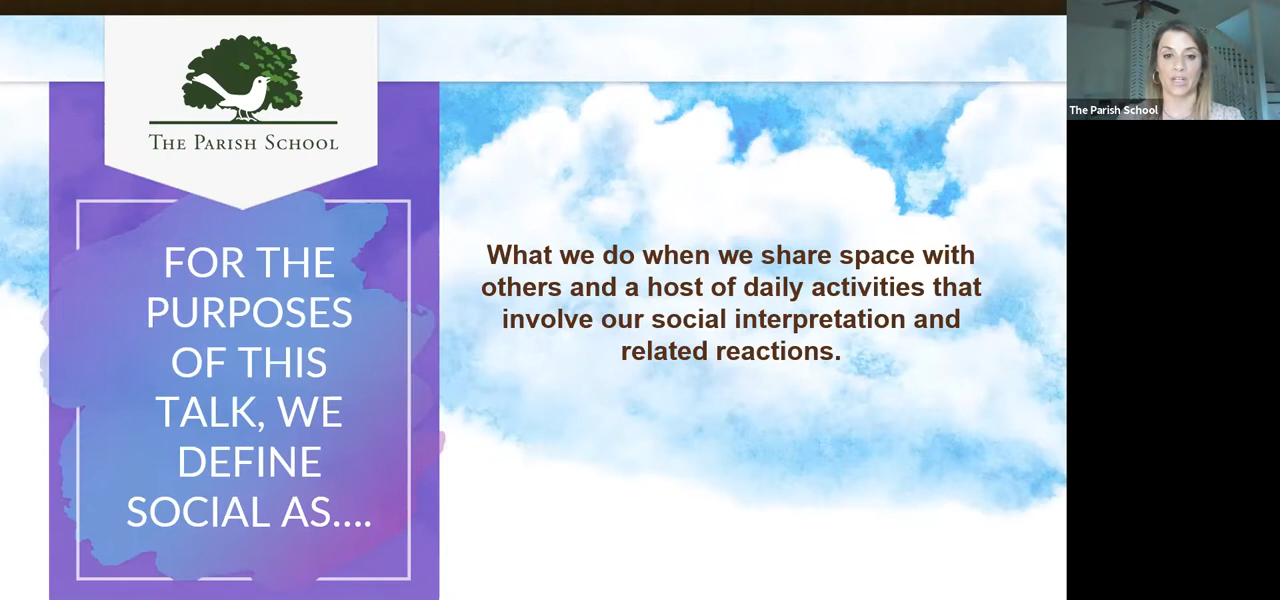 The Parish School
FOR THE
PURPOSES
OF THIS
TALK, WE
DEFINE
SOCIAL AS....
What we do when we share space with
others and a host of daily activities that
involve our social interpretation and
related reactions.
The Parish School